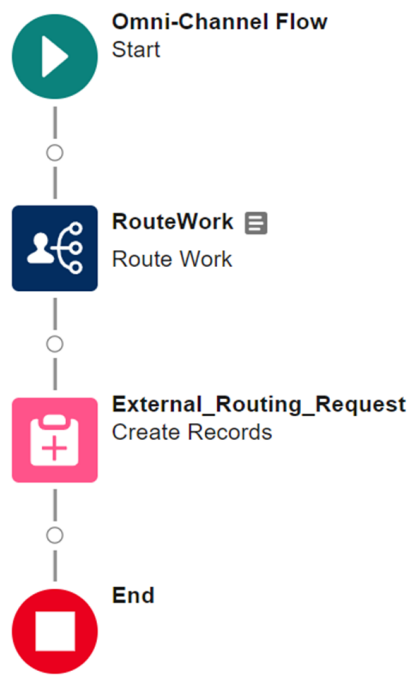 Omni-Channel Flow
Start
RouteWork
Route Work
External_Routing_Request
Create Records
End